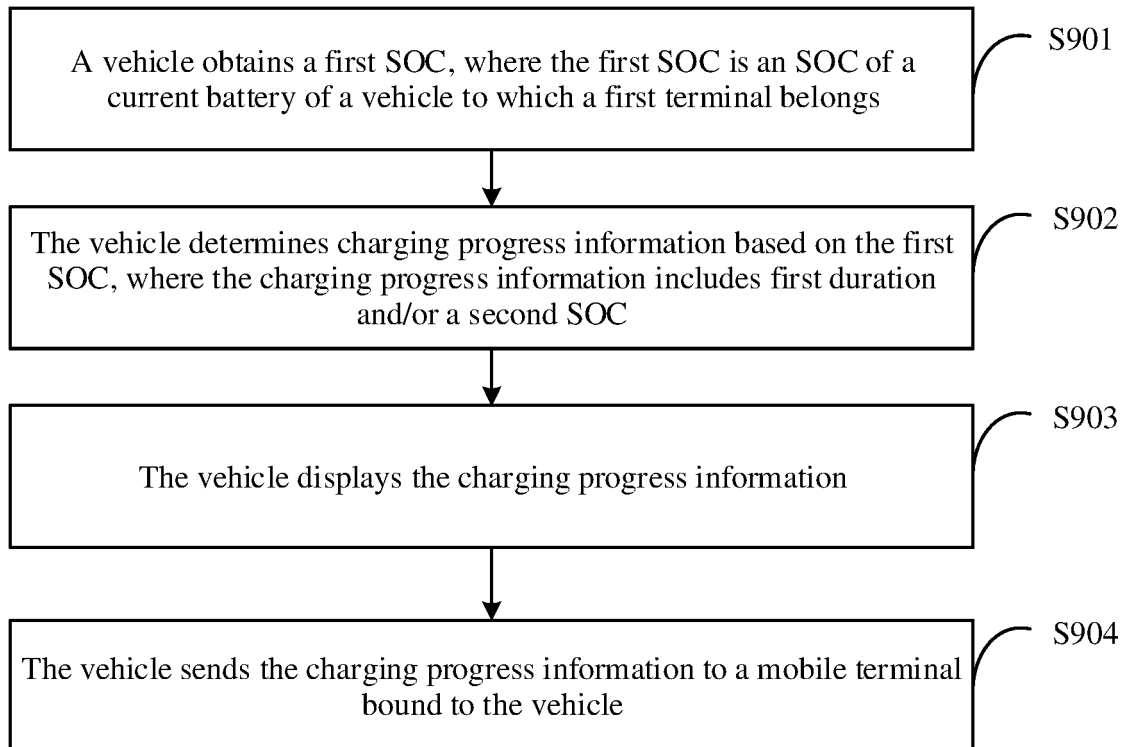 A vehicle obtains a first SOC, where the first SOC is an SOC of a
current battery of a vehicle to which a first terminal belongs
S901
The vehicle determines charging progress information based on the first
SOC, where the charging progress information includes first duration
and/or a second SOC
S902
The vehicle displays the charging progress information
S903
The vehicle sends the charging progress information to a mobile terminal
bound to the vehicle
S904